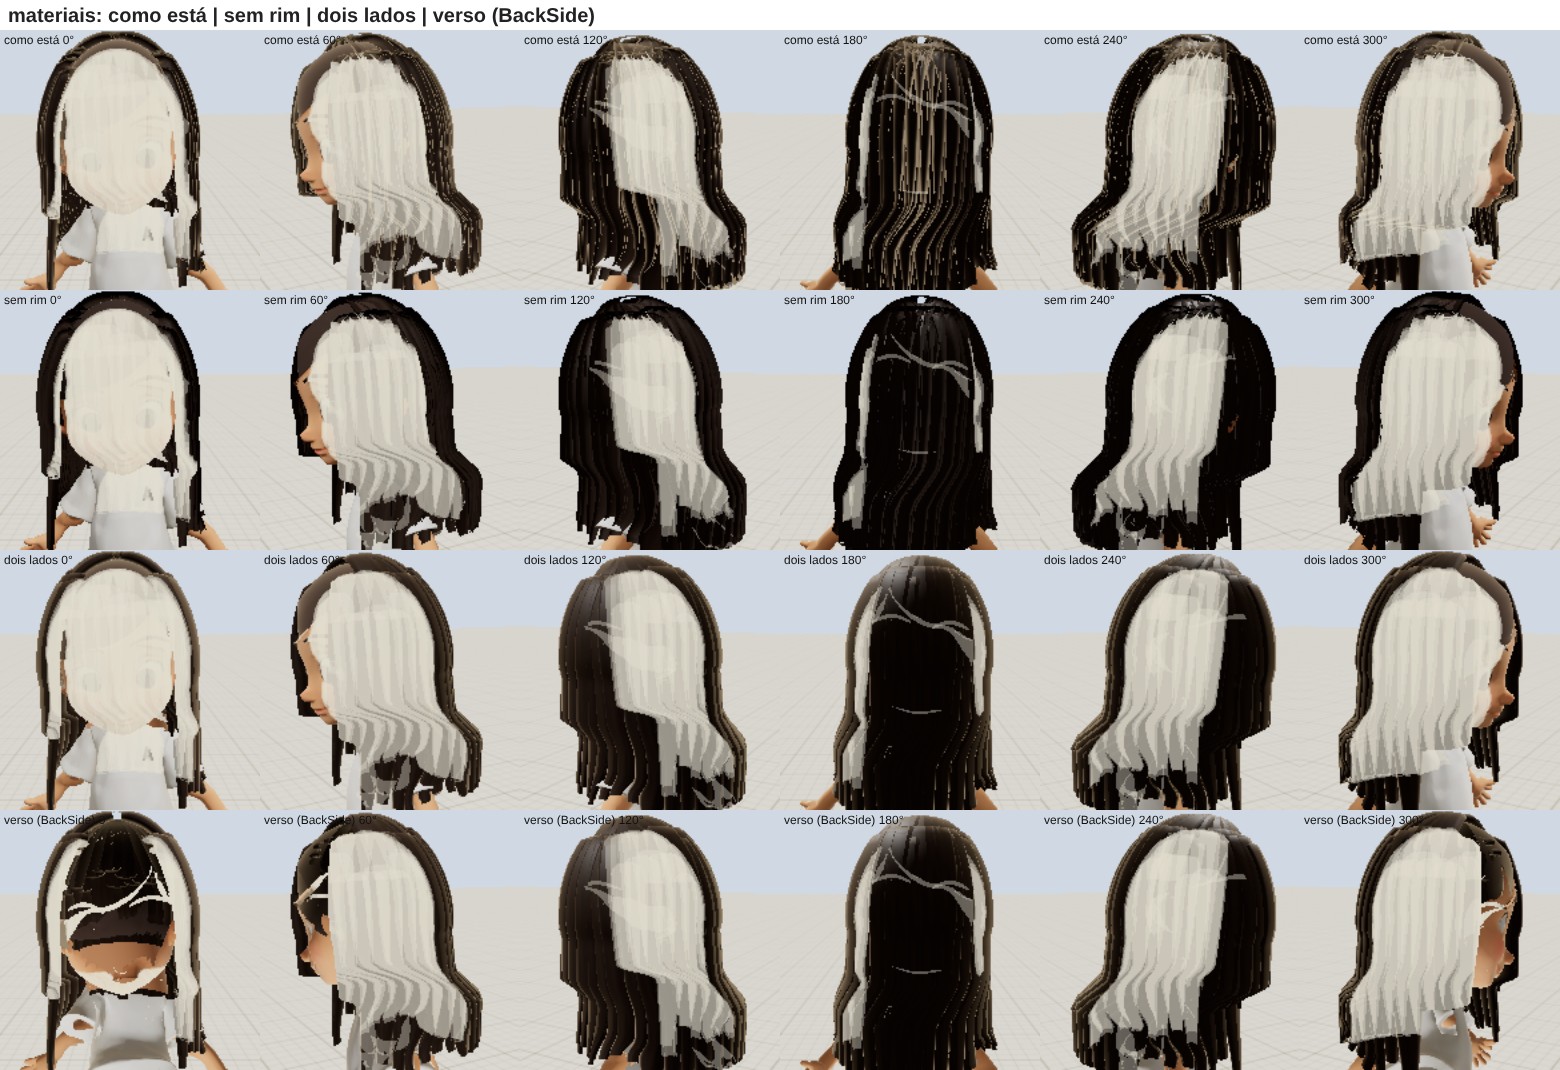 materiais: como está | sem rim | dois lados | verso (BackSide)
como está 0° como está 60° como está 120° como está 180° como está 240° como está 300°
sem rim 0° sem rim 60° sem rim 120° sem rim 180° sem rim 240° sem rim 300°
dois lados 0° dois lados 60° dois lados 120° dois lados 180° dois lados 240° dois lados 300°
verso (BackSide) verso (BackSide) 60° verso (BackSide) 120° verso (BackSide) 180° verso (BackSide) 240° verso (BackSide) 300°